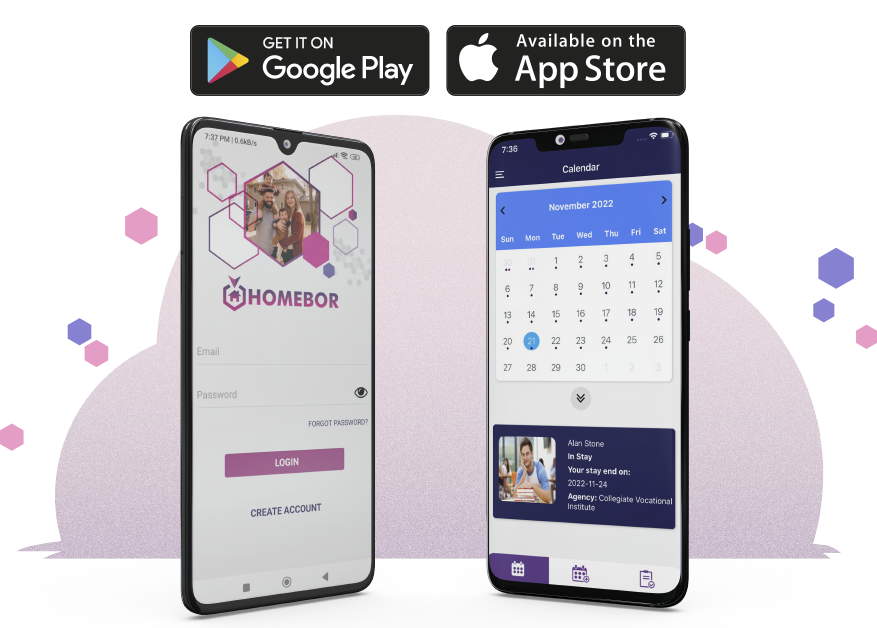 GET IT ON
Google Play
Available on the
App Store
7:37 PM | 0.6kB/s
HOMEBOR
Email
Password
FORGOT PASSWORD?
LOGIN
CREATE ACCOUNT
7:36
Calendar
November 2022
Sun Mon Tue Wed Thu Fri Sat
30 31 1 2 3 4 5
6 7 8 9 10 11 12
13 14 15 16 17 18 19
20 21 22 23 24 25 26
27 28 29 30 1 2 3
Alan Stone
In Stay
Your stay end on:
2022-11-24
Agency: Collegiate Vocational
Institute